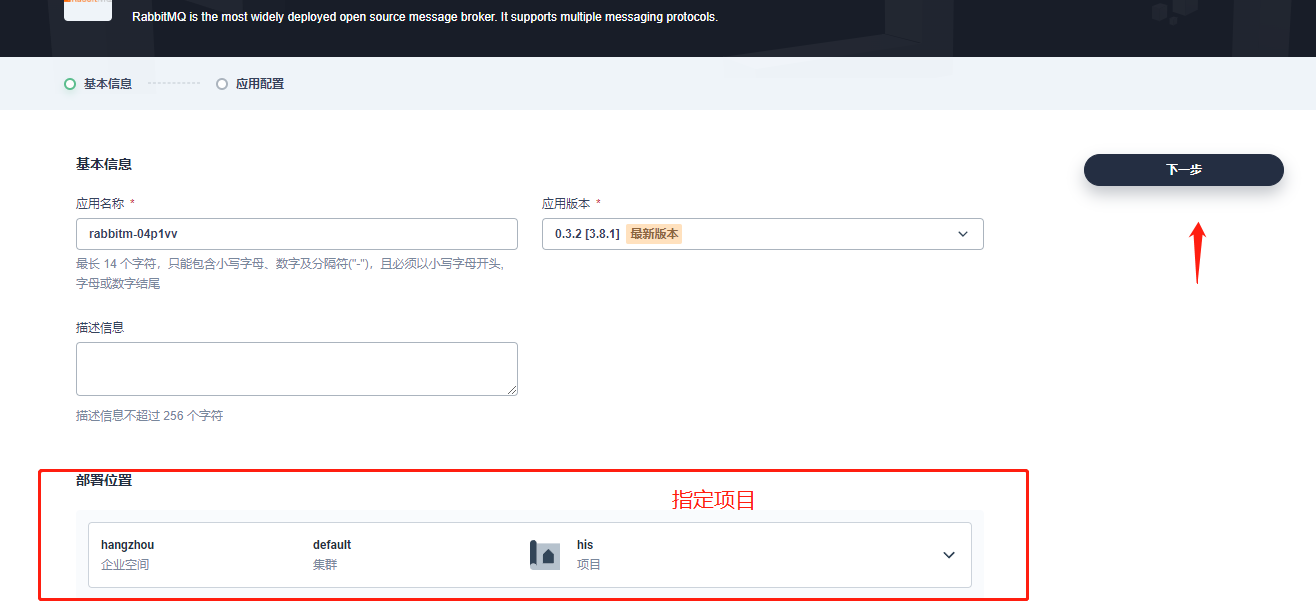 RabbitMQ is the most widely deployed open source message broker. It supports multiple messaging protocols.
基本信息
应用配置
基本信息
下一步
应用名称 *
应用版本 *
rabbitm-04p1vv
0.3.2 [3.8.1] 最新版本
最长 14 个字符，只能包含小写字母、数字及分隔符("-")，且必须以小写字母开头，
字母或数字结尾
描述信息
描述信息不超过 256 个字符
部署位置
指定项目
hangzhou
企业空间
default
集群
his
项目